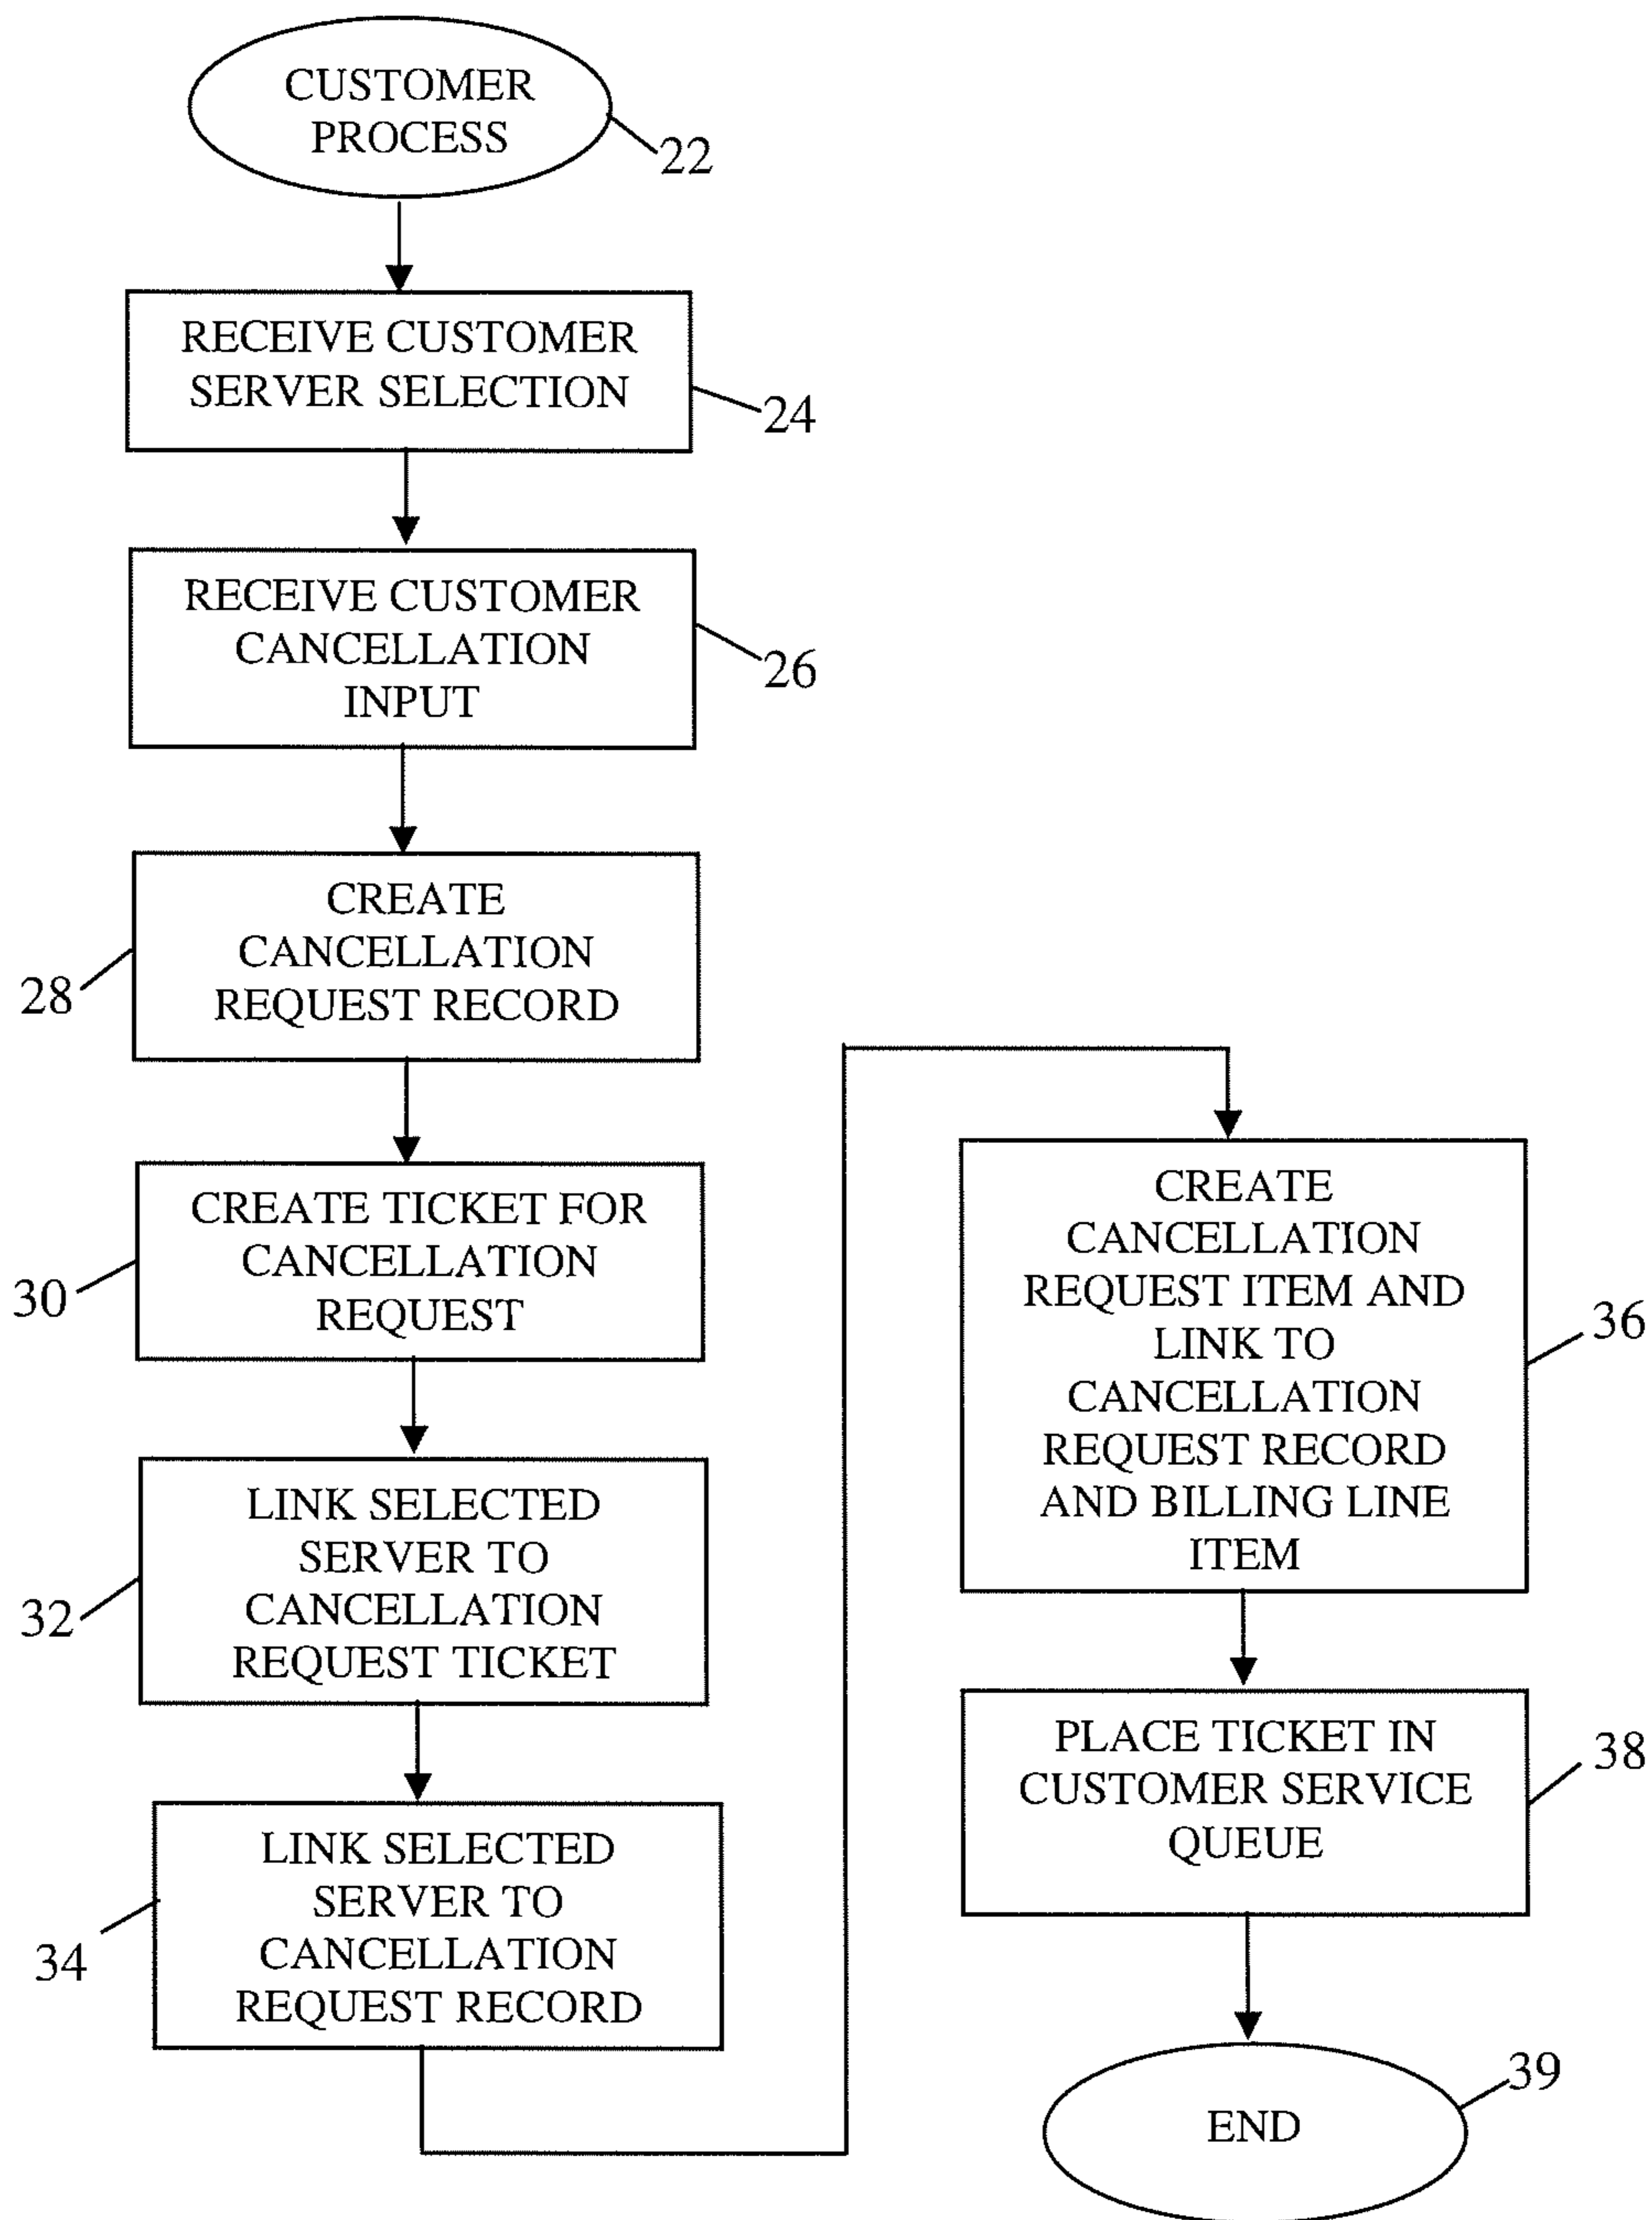 CUSTOMER
PROCESS
22
RECEIVE CUSTOMER
SERVER SELECTION
24
RECEIVE CUSTOMER
CANCELLATION
INPUT
26
CREATE
CANCELLATION
REQUEST RECORD
28
CREATE TICKET FOR
CANCELLATION
REQUEST
30
LINK SELECTED
SERVER TO
CANCELLATION
REQUEST TICKET
32
LINK SELECTED
SERVER TO
CANCELLATION
REQUEST RECORD
34
CREATE
CANCELLATION
REQUEST ITEM AND
LINK TO
CANCELLATION
REQUEST RECORD
AND BILLING LINE
ITEM
36
PLACE TICKET IN
CUSTOMER SERVICE
QUEUE
38
END
39